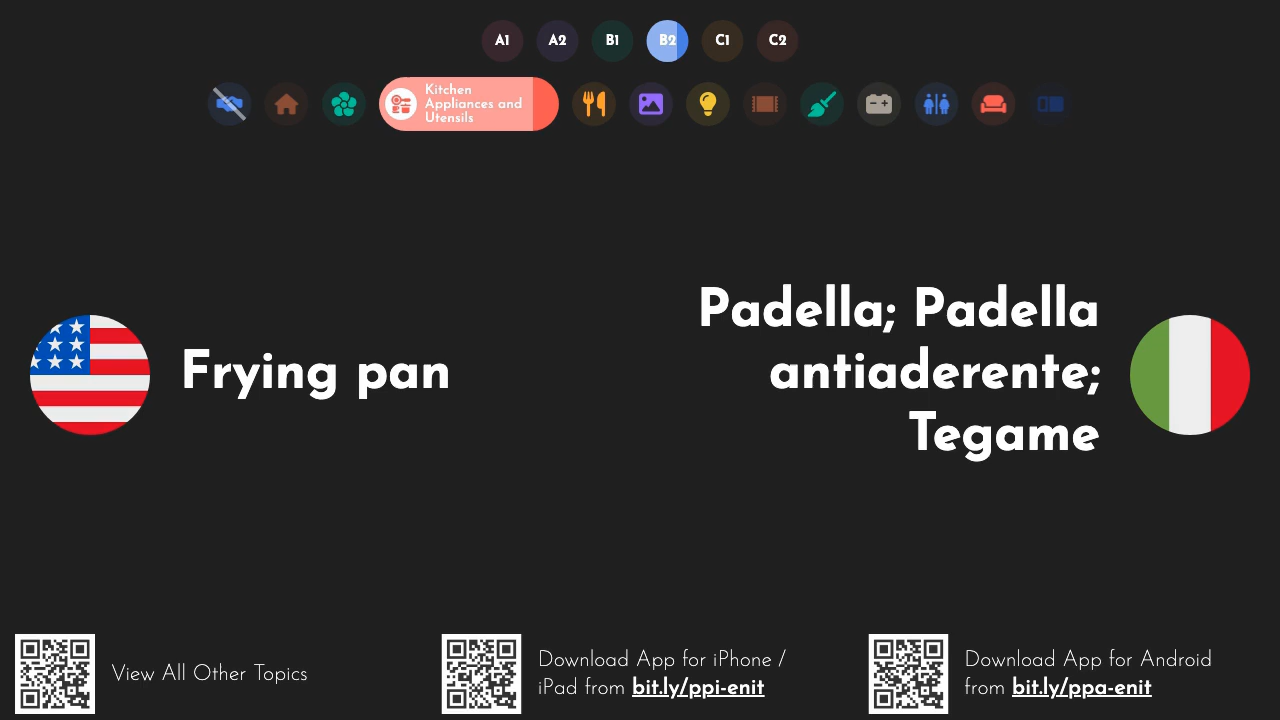 A1 A2 B1 B2 C1 C2
Kitchen
Appliances and
Utensils
Frying pan
Padella; Padella
antiaderente;
Tegame
View All Other Topics
Download App for iPhone /
iPad from bit.ly/ppi-enit
Download App for Android
from bit.ly/ppa-enit